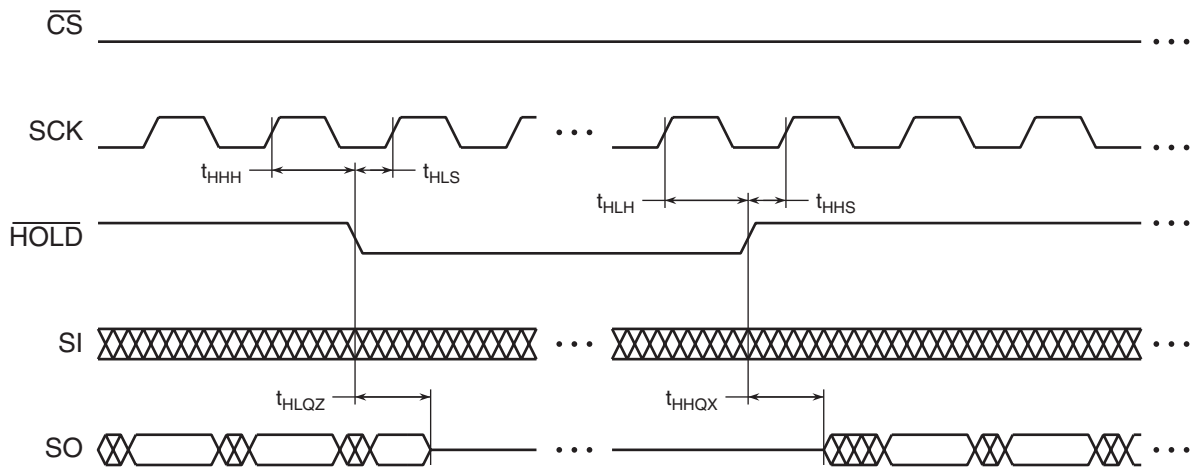 CS
SCK
tHHH
tHLS
tHLH
tHHS
HOLD
SI
tHLQZ
tHHQX
SO